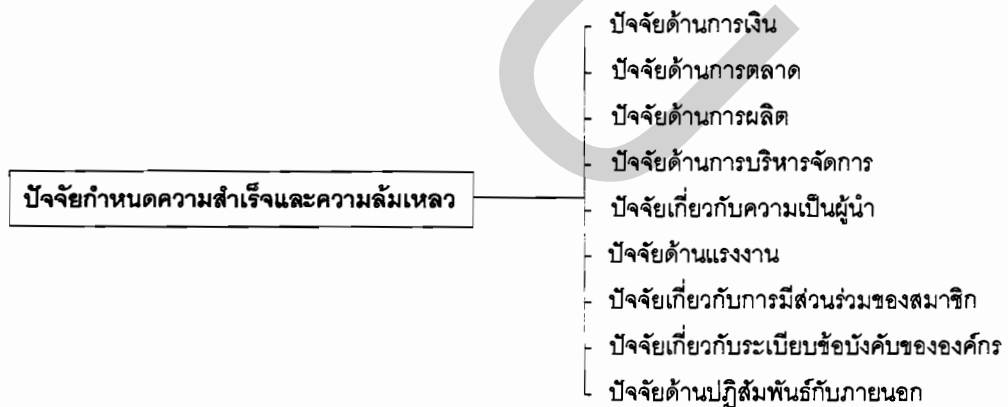 ปัจจัยด้านการเงิน
ปัจจัยด้านการตลาด
ปัจจัยด้านการผลิต
ปัจจัยด้านการบริหารจัดการ
ปัจจัยกำหนดความสำเร็จและความล้มเหลว
ปัจจัยเกี่ยวกับความเป็นผู้นำ
ปัจจัยด้านแรงงาน
ปัจจัยเกี่ยวกับการมีส่วนร่วมของสมาชิก
ปัจจัยเกี่ยวกับระเบียบข้อบังคับขององค์กร
ปัจจัยด้านปฏิสัมพันธ์กับภายนอก